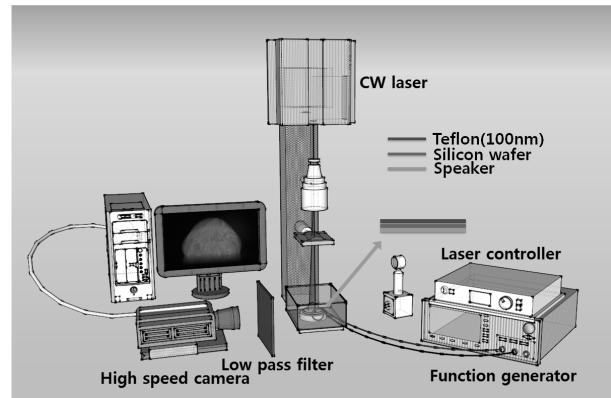 CW laser
Teflon(100nm)
Silicon wafer
Speaker
Laser controller
Low pass filter
High speed camera
Function generator